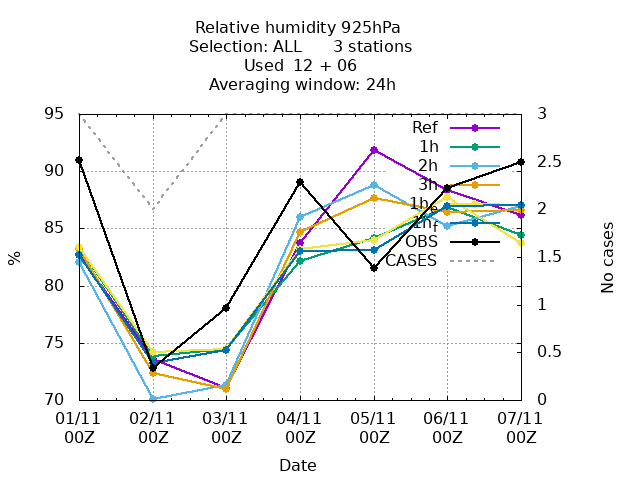 Relative humidity 925hPa
Selection: ALL 3 stations
Used 12 + 06
Averaging window: 24h
95
90
85
80
75
70
%
3
2.5
2
1.5
1
0.5
0
No cases
Ref
1h
2h
3h
1h_e
1h_f
OBS
CASES
01/11 02/11 03/11 04/11 05/11 06/11 07/11
00Z 00Z 00Z 00Z 00Z 00Z 00Z
Date